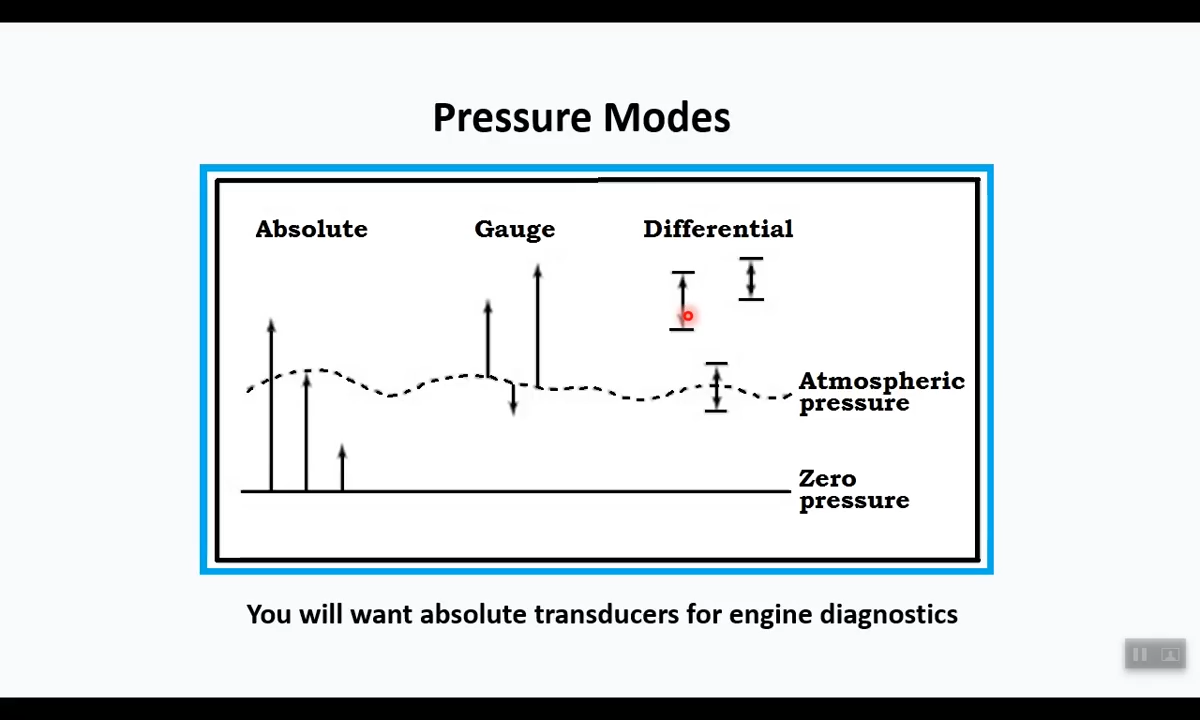 Pressure Modes
Absolute
Gauge
Differential
Atmospheric
pressure
Zero
pressure
You will want absolute transducers for engine diagnostics